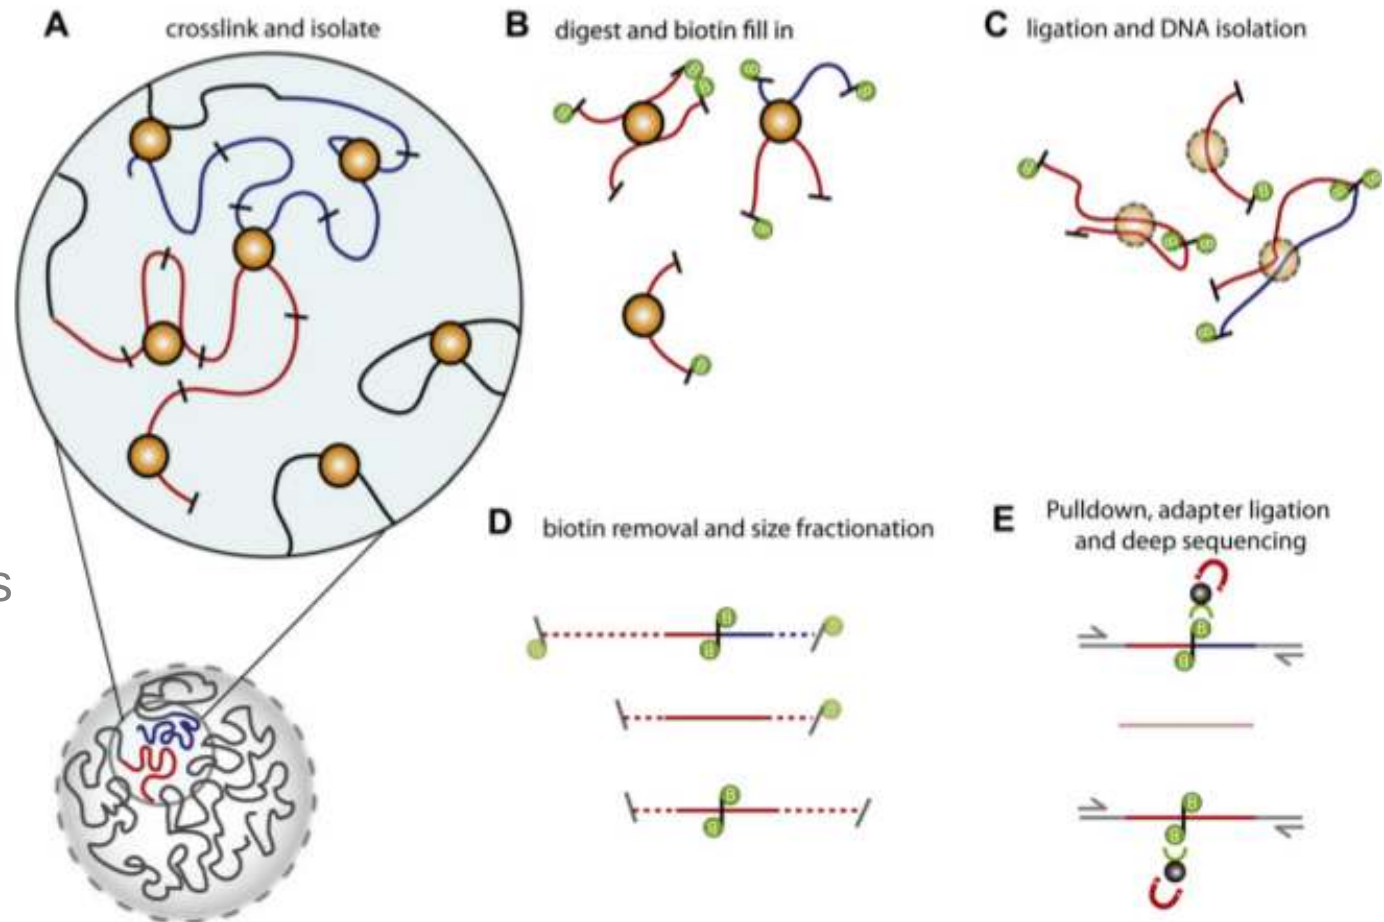 A crosslink and isolate
B digest and biotin fill in
C ligation and DNA isolation
B
B
B
B
B
B
B
B
B
B
B
B
B
B
s
D biotin removal and size fractionation
E Pulldown, adapter ligation
and deep sequencing
B
B
B
B
B
B
B
B